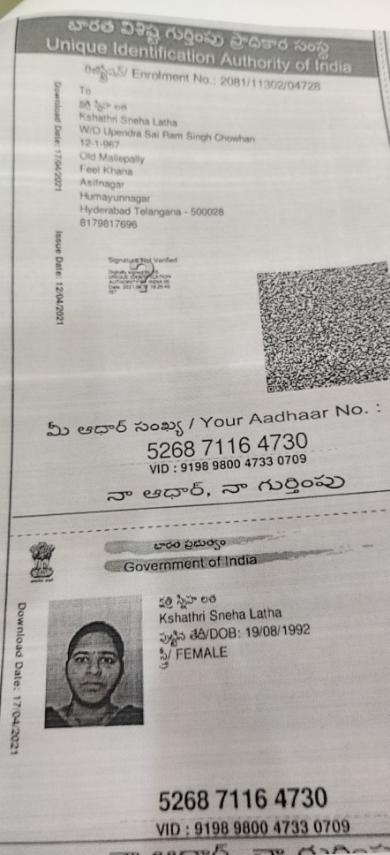 భారత విశిష్ట గుర్తింపు ప్రాధికార సంస్థ
Unique Identification Authority of India
Enrolment No.: 2081/11302/04728
To
Kshathri Sneha Latha
W/O Upendra Sai Ram Singh Chowhan
12-1-967
Old Mallepally
Feel Khana
Asifnagar
Humayunnagar
Hyderabad Telangana - 500028
8179817696
Download Date: 17/04/2021
Issue Date: 12/04/2021
Signature Not Verified
మీ ఆధార్ సంఖ్య / Your Aadhaar No. :
5268 7116 4730
VID : 9198 9800 4733 0709
నా ఆధార్, నా గుర్తింపు
భారత ప్రభుత్వం
Government of India
Download Date: 17/04/2021
Kshathri Sneha Latha
పుట్టిన తేదీ/DOB: 19/08/1992
స్త్రీ/ FEMALE
5268 7116 4730
VID : 9198 9800 4733 0709